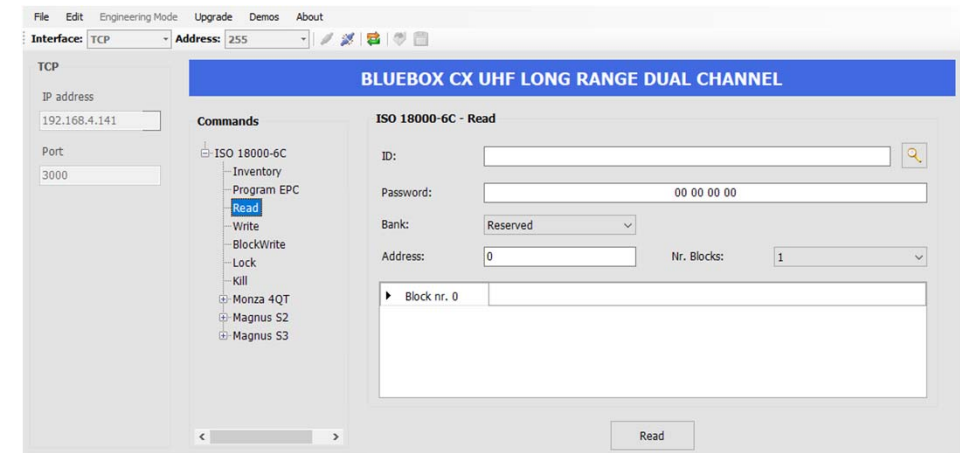 File Edit Engineering Mode Upgrade Demos About
Interface: TCP Address: 255
TCP
IP address
192.168.4.141
Port
3000
BLUEBOX CX UHF LONG RANGE DUAL CHANNEL
Commands
ISO 18000-6C
Inventory
Program EPC
Read
Write
BlockWrite
Lock
Kill
Monza 4QT
Magnus S2
Magnus S3
ISO 18000-6C - Read
ID:
Password: 00 00 00 00
Bank: Reserved
Address: 0 Nr. Blocks: 1
Block nr. 0
Read